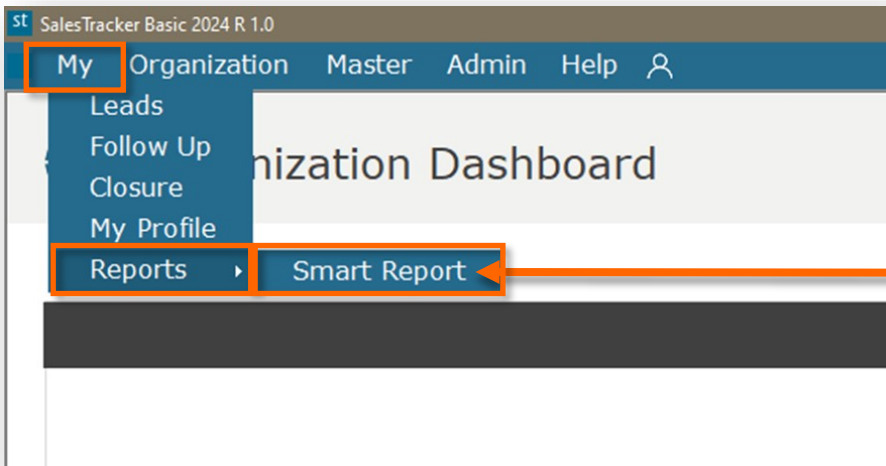 st SalesTracker Basic 2024 R 1.0
My Organization Master Admin Help
Leads
Follow Up
nization Dashboard
Closure
My Profile
Reports Smart Report